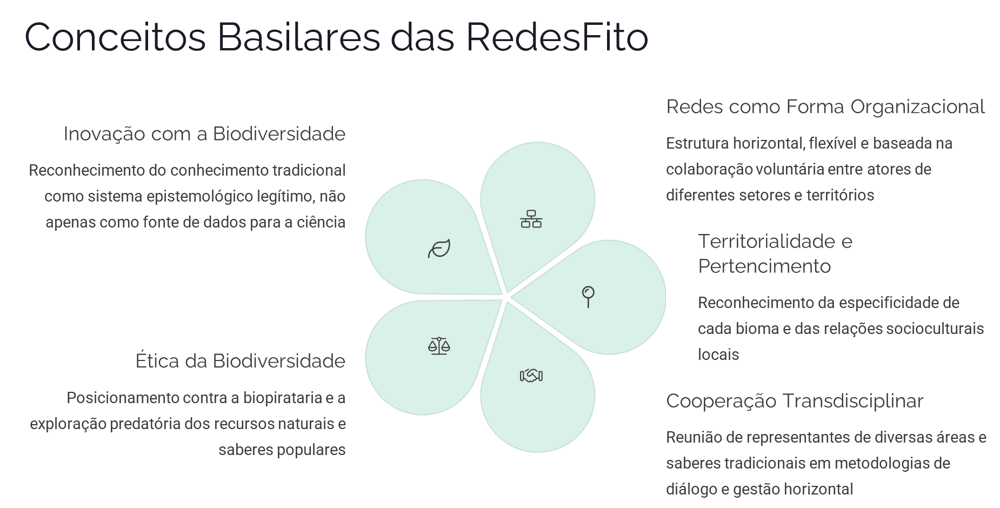 Conceitos Basilares das RedesFito
Inovação com a Biodiversidade
Reconhecimento do conhecimento tradicional
como sistema epistemológico legítimo, não
apenas como fonte de dados para a ciência
Redes como Forma Organizacional
Estrutura horizontal, flexível e baseada na
colaboração voluntária entre atores de
diferentes setores e territórios
Territorialidade e
Pertencimento
Reconhecimento da especificidade de
cada bioma e das relações socioculturais
locais
Cooperação Transdisciplinar
Reunião de representantes de diversas áreas e
saberes tradicionais em metodologias de
diálogo e gestão horizontal
Ética da Biodiversidade
Posicionamento contra a biopirataria e a
exploração predatória dos recursos naturais e
saberes populares